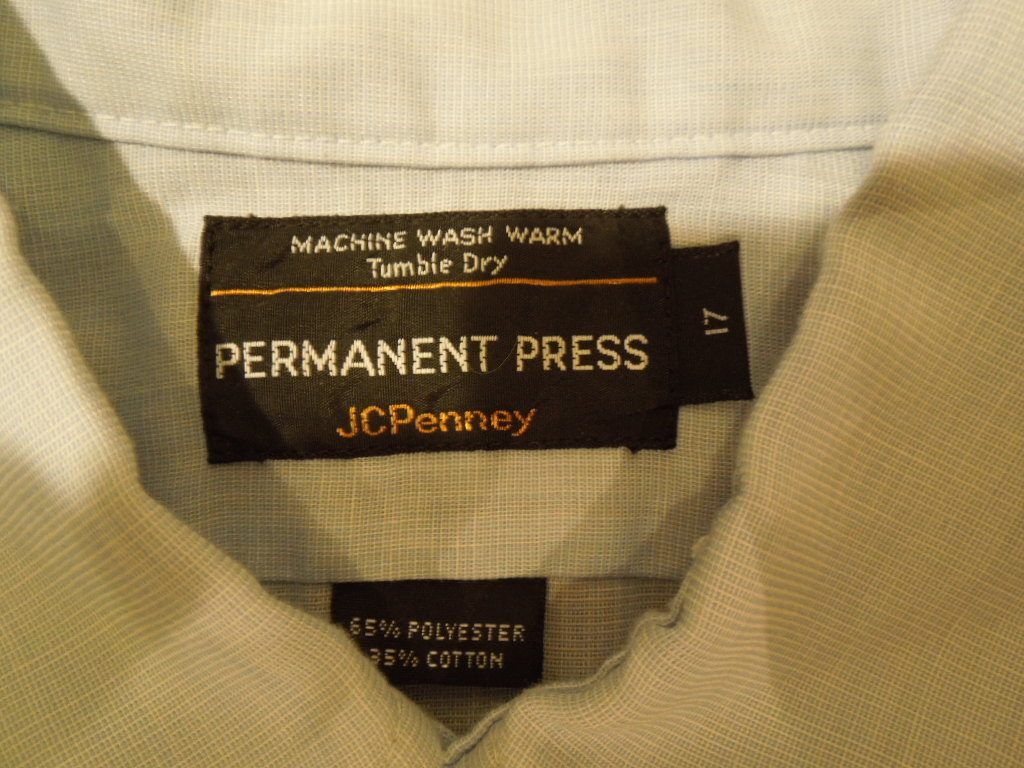 MACHINE WASH WARM
Tumble Dry
PERMANENT PRESS
JCPenney
17
65% POLYESTER
35% COTTON